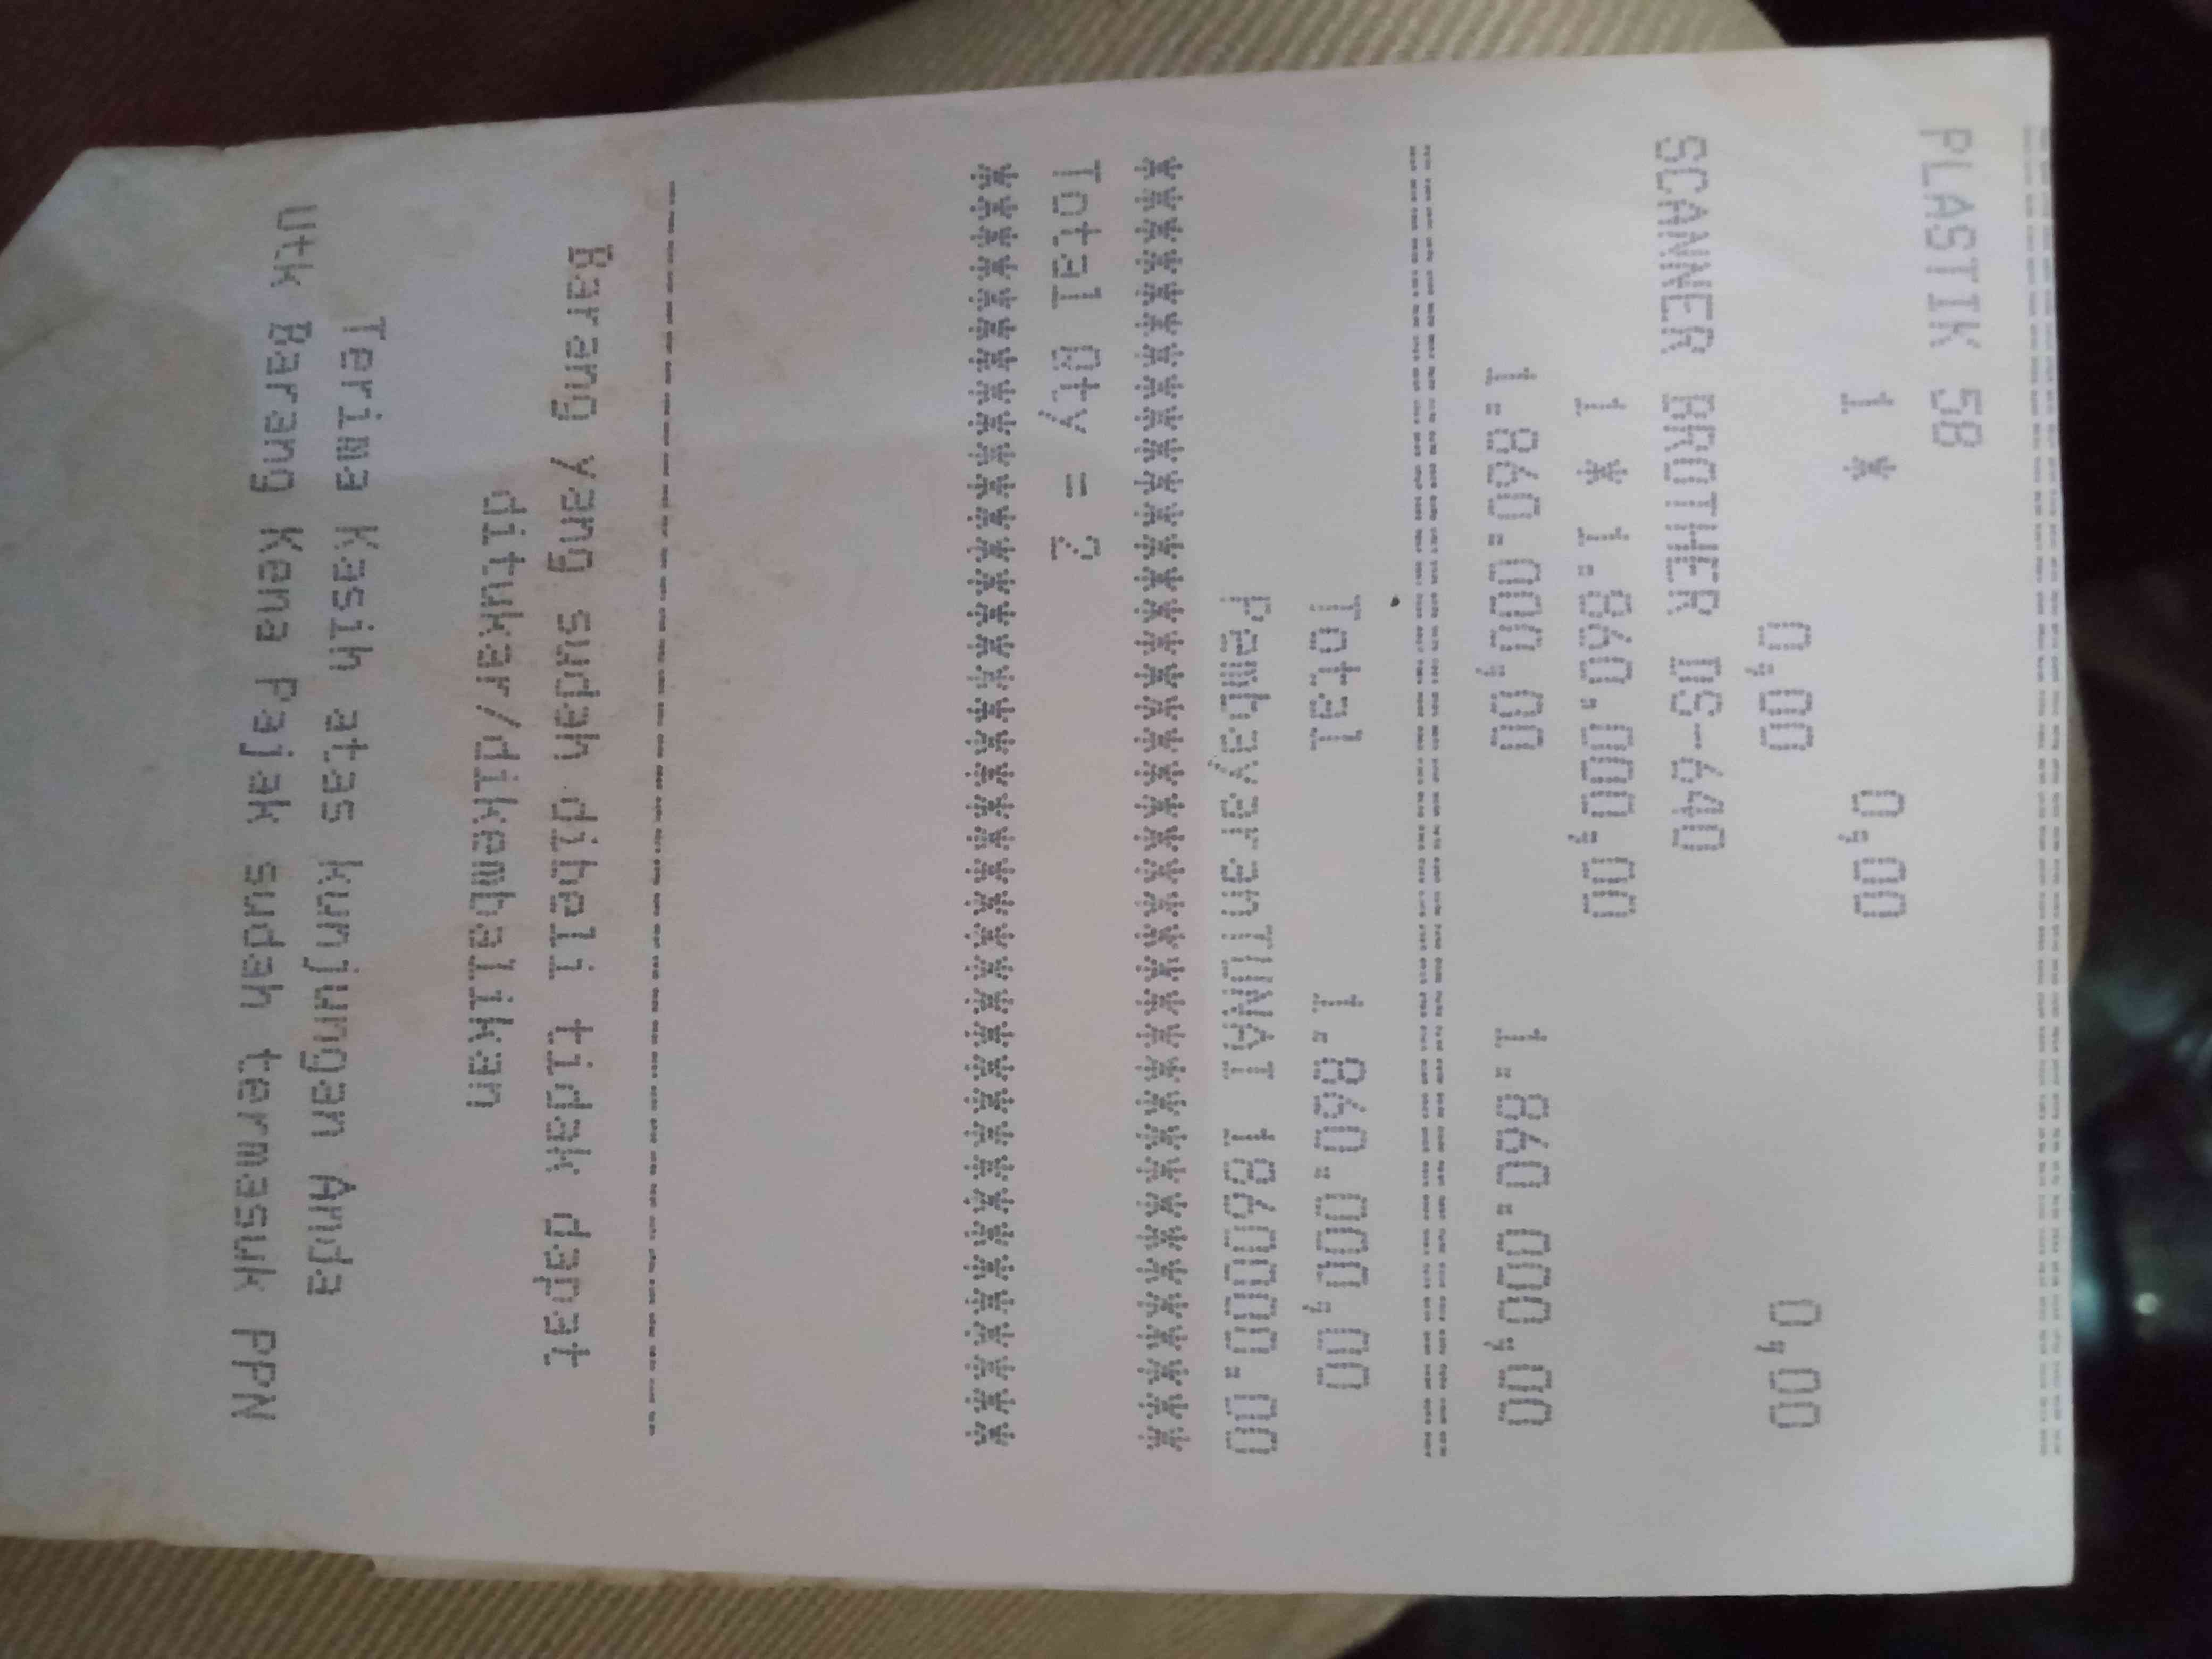 ========================================
PLASTIK 58
1 * 0,00
0,00 0,00
SCANNER BROTHER DS-640
1 * 1.860.000,00
1.860.000,00 1.860.000,00
========================================
Total 1.860.000,00
PembayaranTUNAI 1860000.00
****************************************
Total Qty = 2
****************************************
----------------------------------------
Barang yang sudah dibeli tidak dapat
ditukar/dikembalikan
Terima Kasih atas kunjungan Anda
Utk Barang Kena Pajak sudah termasuk PPN